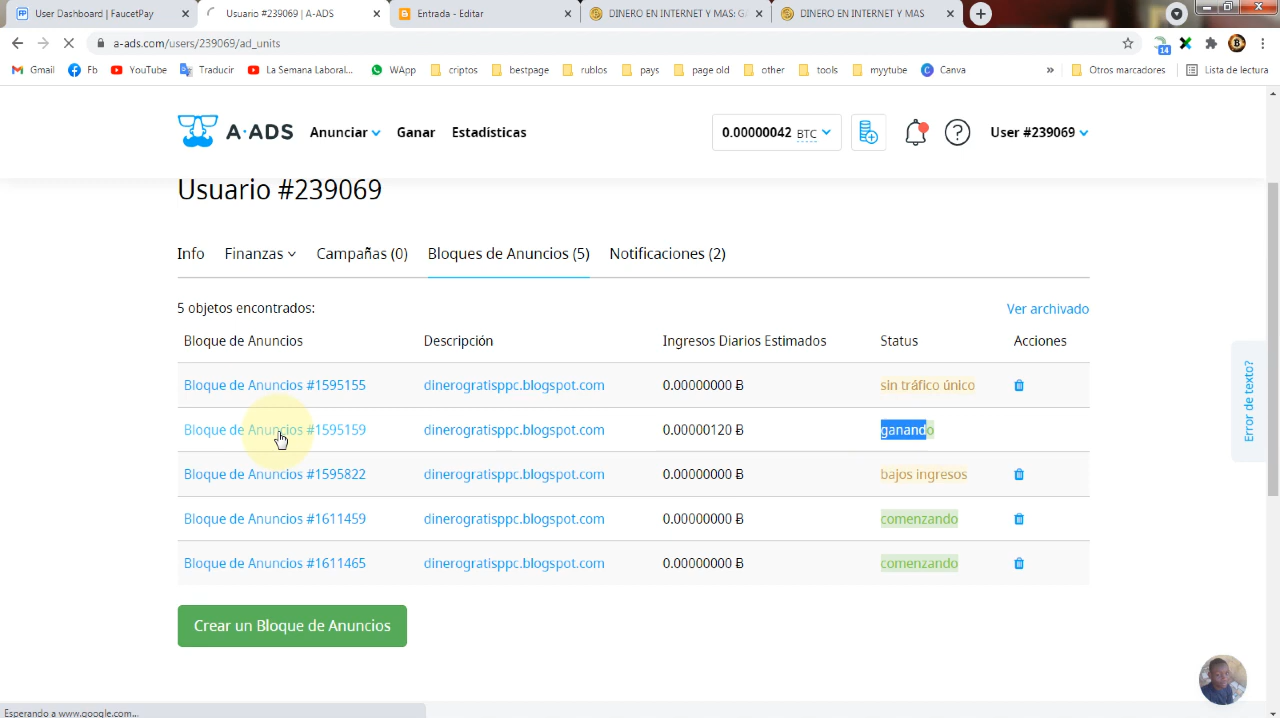 User Dashboard | FaucetPay
Usuario #239069 | A-ADS
Entrada - Editar
DINERO EN INTERNET Y MAS: G
DINERO EN INTERNET Y MAS
a-ads.com/users/239069/ad_units
14
Gmail
Fb
YouTube
Traducir
La Semana Laboral...
WApp
criptos
bestpage
rublos
pays
page old
other
tools
myytube
Canva
»
Otros marcadores
Lista de lectura
A-ADS
Anunciar
Ganar
Estadísticas
0.00000042 BTC
User #239069
Usuario #239069
Info
Finanzas
Campañas (0)
Bloques de Anuncios (5)
Notificaciones (2)
5 objetos encontrados:
Ver archivado
Bloque de Anuncios Descripción Ingresos Diarios Estimados Status Acciones
Bloque de Anuncios #1595155 dinerogratisppc.blogspot.com 0.00000000 Ƀ sin tráfico único
Bloque de Anuncios #1595159 dinerogratisppc.blogspot.com 0.00000120 Ƀ ganando
Bloque de Anuncios #1595822 dinerogratisppc.blogspot.com 0.00000000 Ƀ bajos ingresos
Bloque de Anuncios #1611459 dinerogratisppc.blogspot.com 0.00000000 Ƀ comenzando
Bloque de Anuncios #1611465 dinerogratisppc.blogspot.com 0.00000000 Ƀ comenzando
Crear un Bloque de Anuncios
Error de texto?
Esperando a www.google.com...